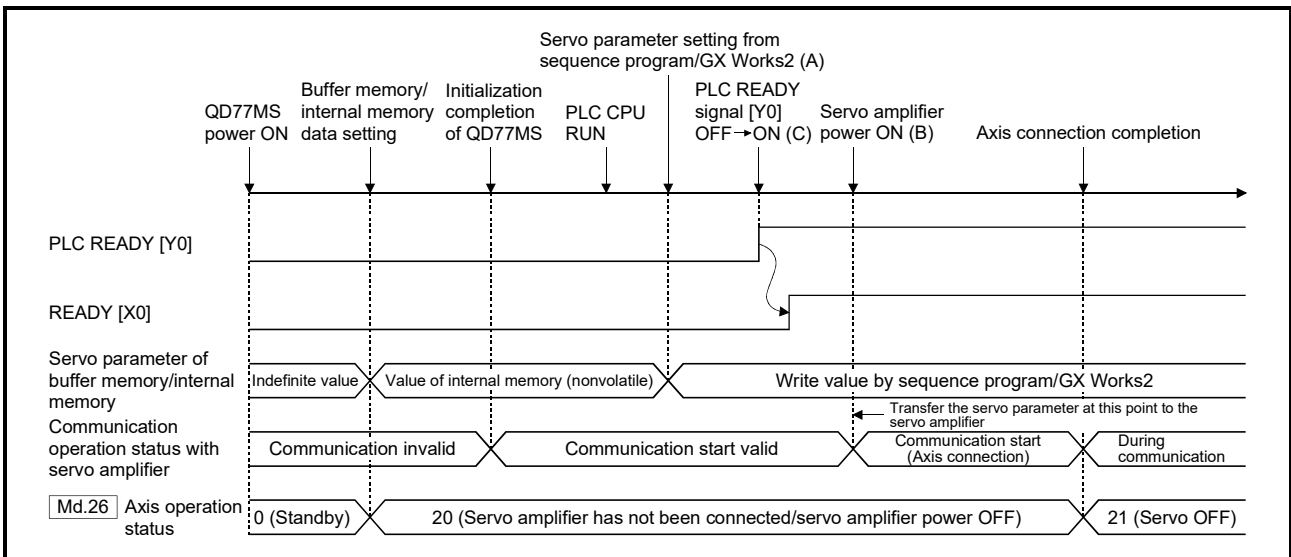 Servo parameter setting from
sequence program/GX Works2 (A)
QD77MS
power ON
Buffer memory/
internal memory
data setting
Initialization
completion
of QD77MS
PLC CPU
RUN
PLC READY
signal [Y0]
OFF→ON (C)
Servo amplifier
power ON (B)
Axis connection completion
PLC READY [Y0]
READY [X0]
Servo parameter of
buffer memory/internal
memory
Indefinite value
Value of internal memory (nonvolatile)
Write value by sequence program/GX Works2
Transfer the servo parameter at this point to the
servo amplifier
Communication
operation status with
servo amplifier
Communication invalid
Communication start valid
Communication start
(Axis connection)
During
communication
Md.26 Axis operation
status
0 (Standby)
20 (Servo amplifier has not been connected/servo amplifier power OFF)
21 (Servo OFF)